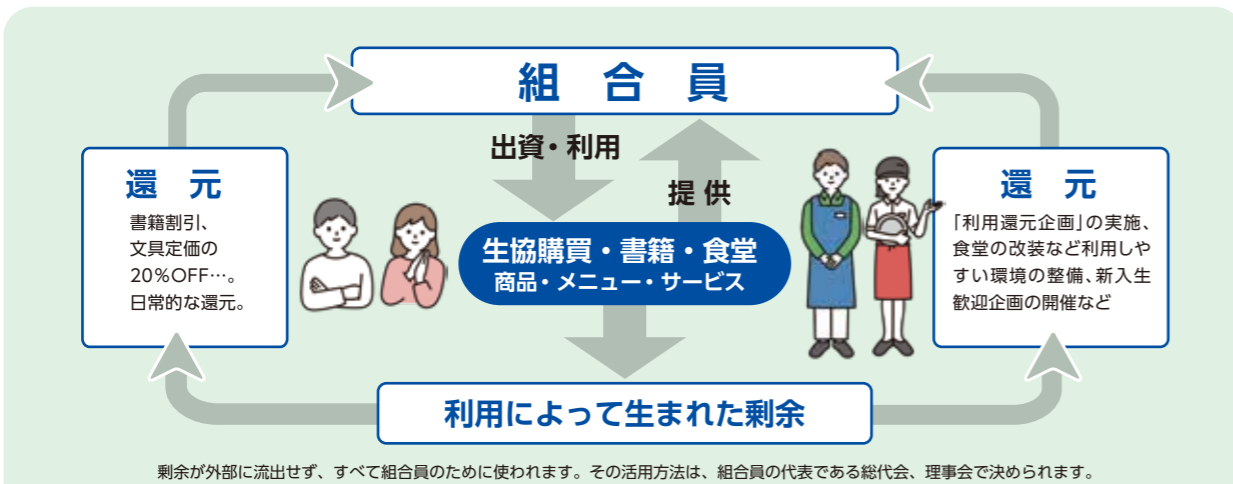 組合員
出資・利用
提供
還元
書籍割引、
文具定価の
20%OFF…。
日常的な還元。
生協購買・書籍・食堂
商品・メニュー・サービス
還元
「利用還元企画」の実施、
食堂の改装など利用しや
すい環境の整備、新入生
歓迎企画の開催など
利用によって生まれた剰余
剰余が外部に流出せず、すべて組合員のために使われます。その活用方法は、組合員の代表である総代会、理事会で決められます。